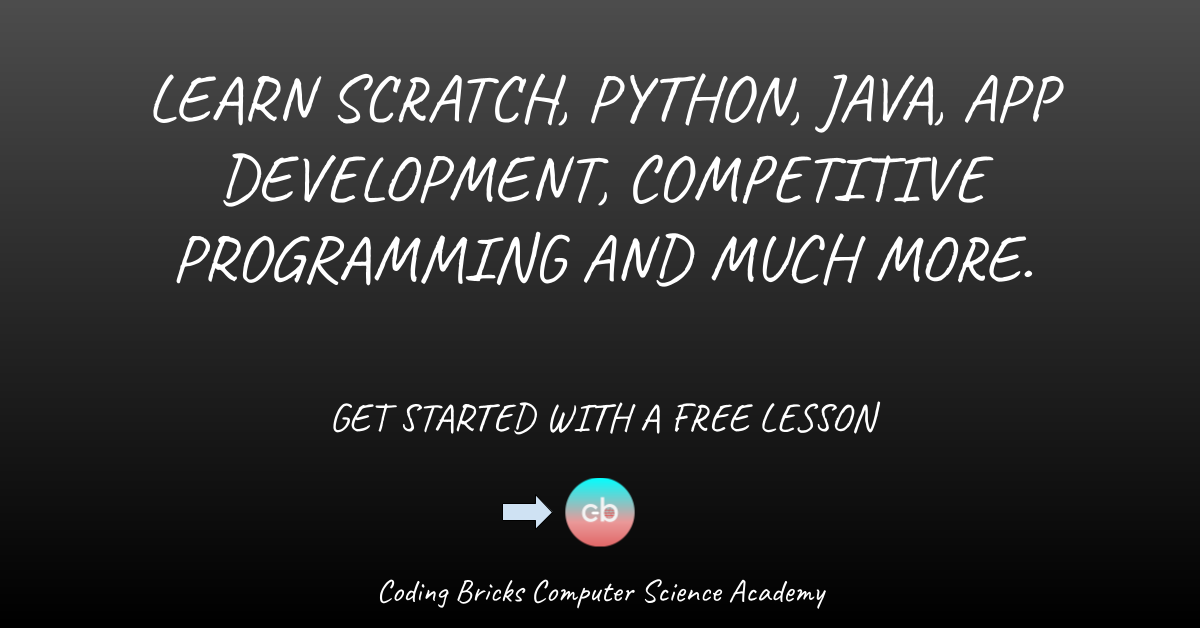 LEARN SCRATCH, PYTHON, JAVA, APP
DEVELOPMENT, COMPETITIVE
PROGRAMMING AND MUCH MORE.
GET STARTED WITH A FREE LESSON
cb
Coding Bricks Computer Science Academy